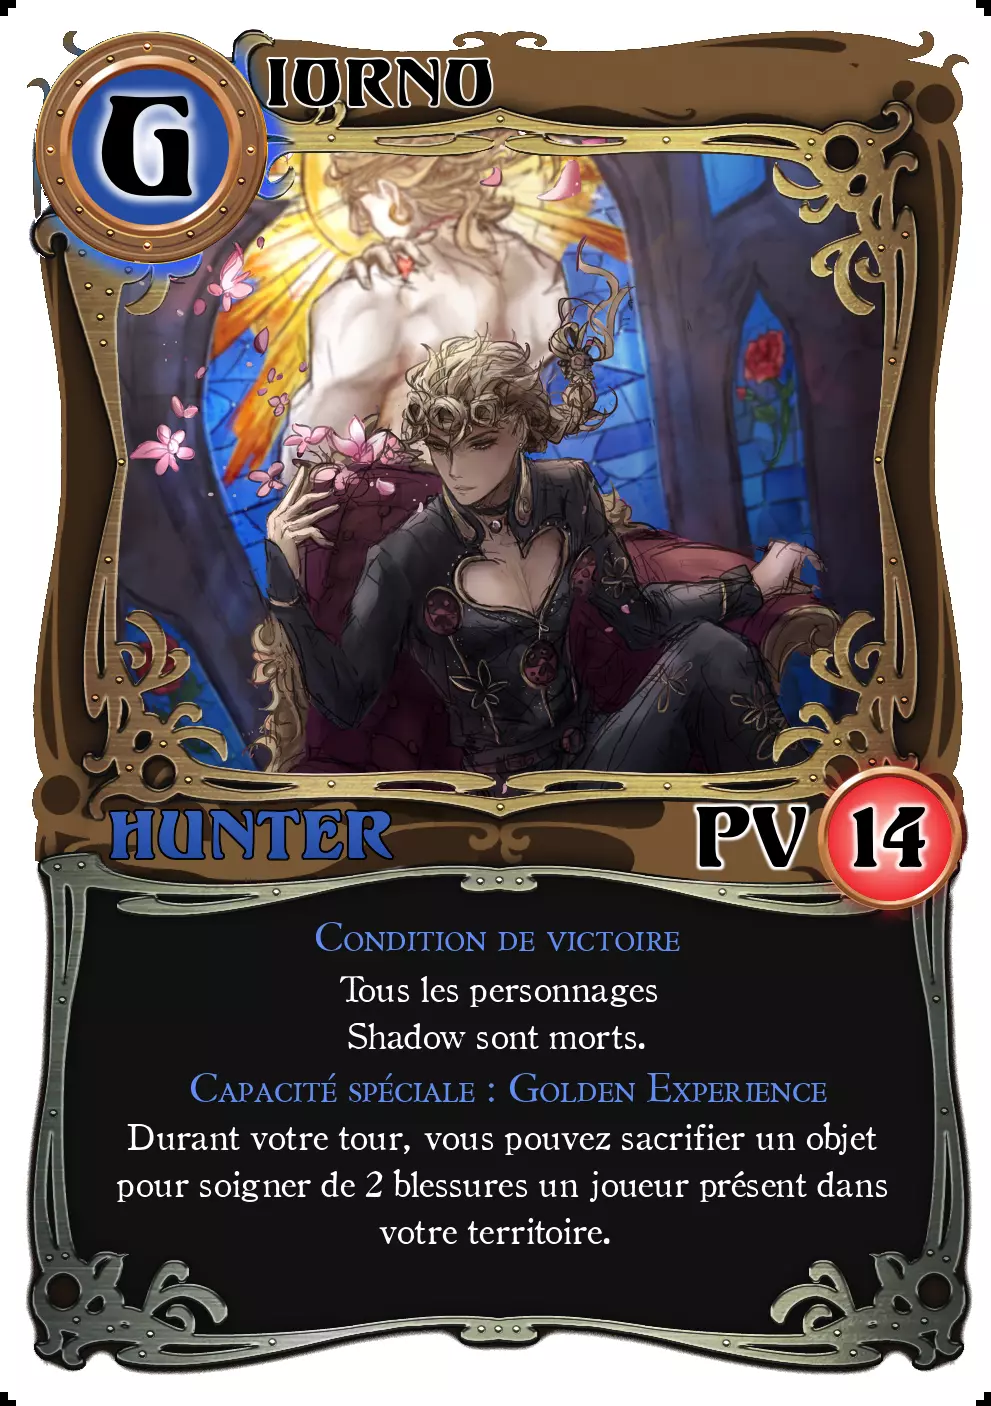 GIORNO
HUNTER
PV 14
Condition de victoire
Tous les personnages
Shadow sont morts.
Capacité spéciale : Golden Experience
Durant votre tour, vous pouvez sacrifier un objet
pour soigner de 2 blessures un joueur présent dans
votre territoire.